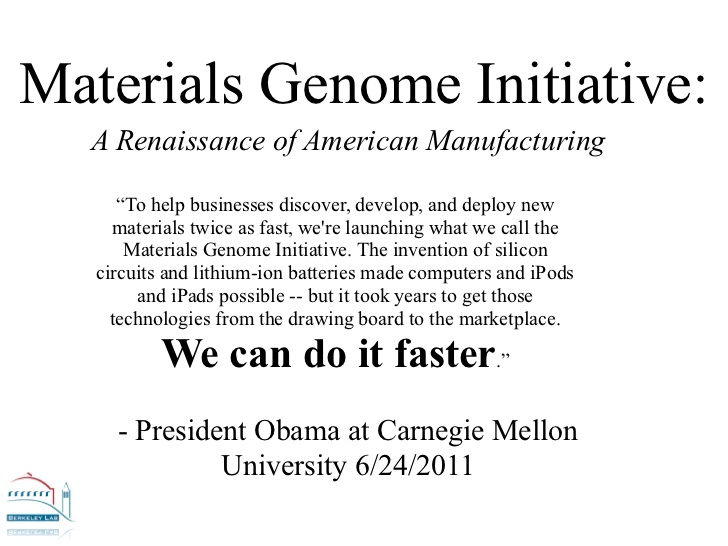 Materials Genome Initiative:
A Renaissance of American Manufacturing
“To help businesses discover, develop, and deploy new
materials twice as fast, we're launching what we call the
Materials Genome Initiative. The invention of silicon
circuits and lithium-ion batteries made computers and iPods
and iPads possible -- but it took years to get those
technologies from the drawing board to the marketplace.
We can do it faster.”
- President Obama at Carnegie Mellon
University 6/24/2011
BERKELEY LAB